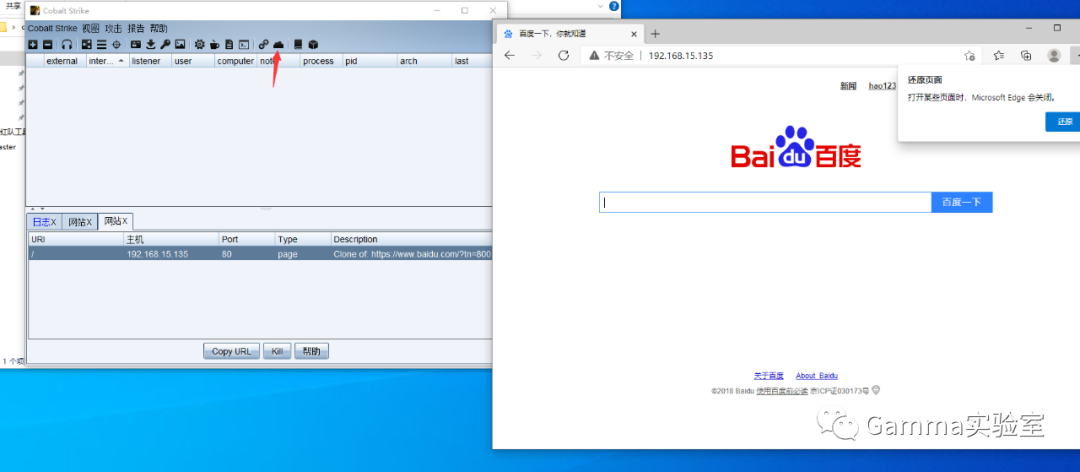 共享
Cobalt Strike
Cobalt Strike 视图 攻击 报告 帮助
external inter... listener user computer note process pid arch last
红队工具
aster
日志X 网站X 网站X
URI 主机 Port Type Description
/ 192.168.15.135 80 page Clone of: https://www.baidu.com/?tn=800
Copy URL Kill 帮助
1 个项
百度一下,你就知道
不安全 | 192.168.15.135
还原页面
打开某些页面时,Microsoft Edge 会关闭。
还原
新闻 hao123
Bai du 百度
百度一下
关于百度 About Baidu
©2018 Baidu 使用百度前必读 京ICP证030173号
Gamma实验室